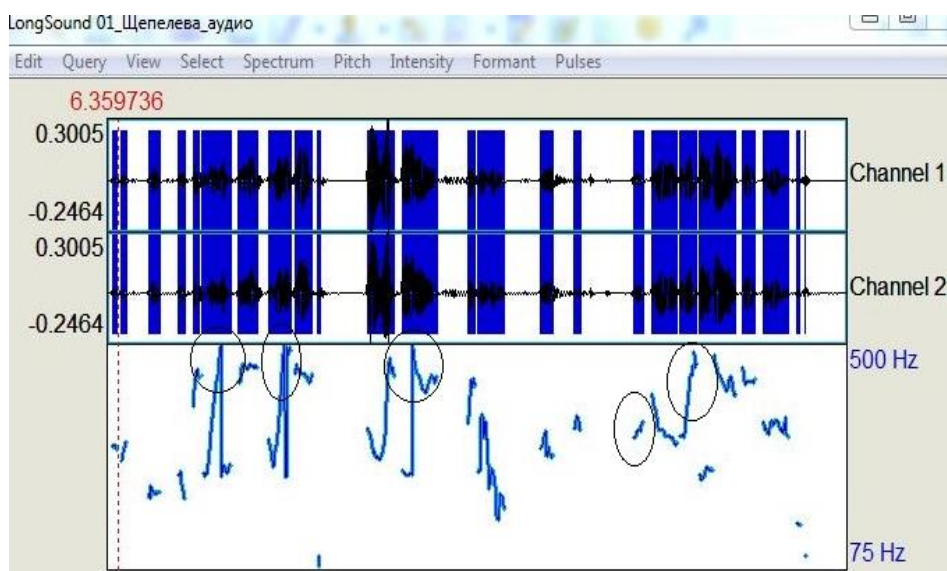 LongSound 01_Щепелева_аудио
Edit Query View Select Spectrum Pitch Intensity Formant Pulses
6.359736
0.3005
Channel 1
-0.2464
0.3005
Channel 2
-0.2464
500 Hz
75 Hz